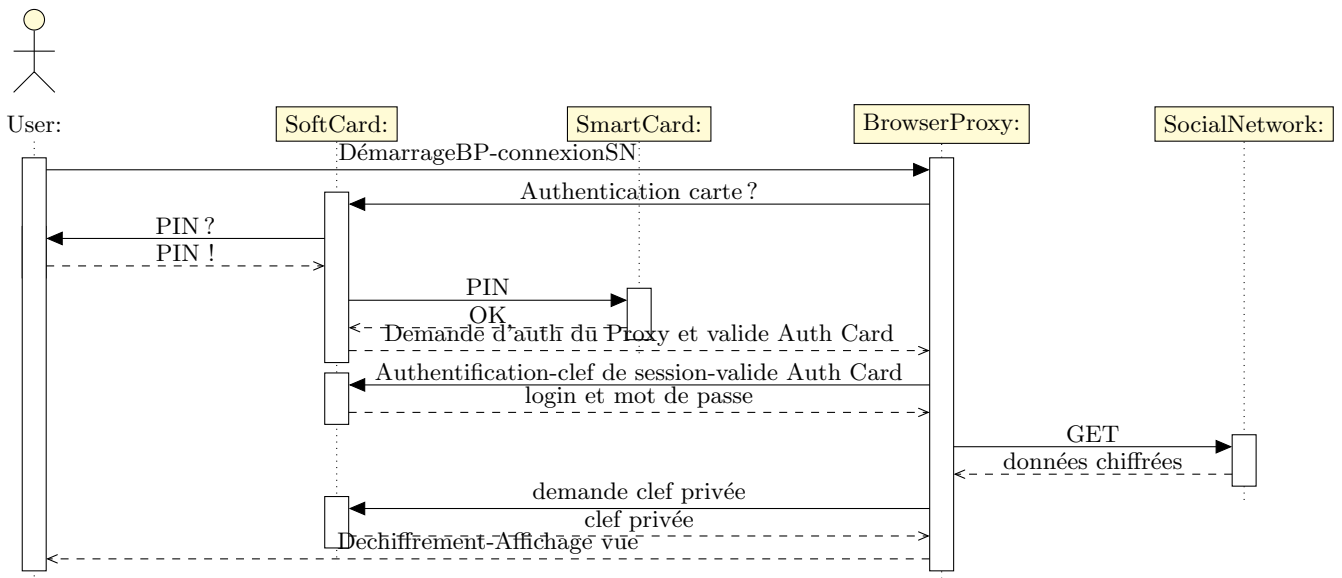 User:
SoftCard:
SmartCard:
BrowserProxy:
SocialNetwork:
DémarrageBP-connexionSN
Authentication carte ?
PIN ?
PIN !
PIN
OK,
Demande d'auth du Proxy et valide Auth Card
Authentification-clef de session-valide Auth Card
login et mot de passe
GET
données chiffrées
demande clef privée
clef privée
Dechiffrement-Affichage vue